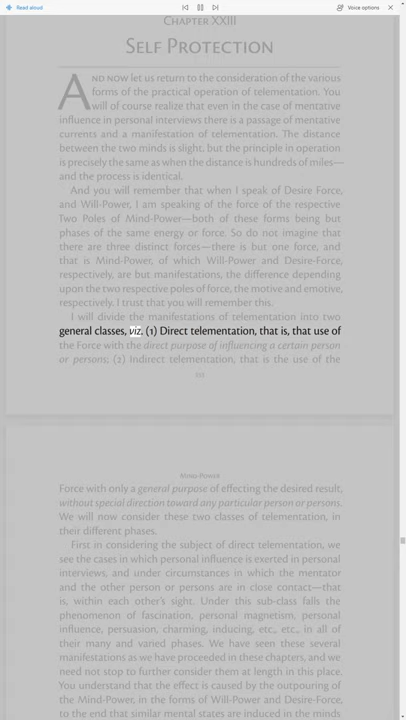 Read aloud
Voice options
Chapter XXIII
Self Protection
And now let us return to the consideration of the various
forms of the practical operation of telementation. You
will of course realize that even in the case of mentative
influence in personal interviews there is a passage of mentative
currents and a manifestation of telementation. The distance
between the two minds is slight, but the principle in operation
is precisely the same as when the distance is hundreds of miles—
and the process is identical.
And you will remember that when I speak of Desire Force,
and Will-Power, I am speaking of the force of the respective
Two Poles of Mind-Power—both of these forms being but
phases of the same energy or force. So do not imagine that
there are three distinct forces—there is but one force, and
that is Mind-Power, of which Will-Power and Desire-Force,
respectively, are but manifestations, the difference depending
upon the two respective poles of force, the motive and emotive,
respectively. I trust that you will remember this.
I will divide the manifestations of telementation into two
general classes, viz. (1) Direct telementation, that is, that use of
the Force with the direct purpose of influencing a certain person
or persons; (2) Indirect telementation, that is the use of the
Mind-Power
Force with only a general purpose of effecting the desired result,
without special direction toward any particular person or persons.
We will now consider these two classes of telementation, in
their different phases.
First in considering the subject of direct telementation, we
see the cases in which personal influence is exerted in personal
interviews, and under circumstances in which the mentator
and the other person or persons are in close contact—that
is, within each other's sight. Under this sub-class falls the
phenomenon of fascination, personal magnetism, personal
influence, persuasion, charming, inducing, etc., etc., in all of
their many and varied phases. We have seen these several
manifestations as we have proceeded in these chapters, and we
need not stop to further consider them at length in this place.
You understand that the effect is caused by the outpouring of
the Mind-Power, in the forms of Will-Power and Desire-Force,
to the end that similar mental states are induced in the minds